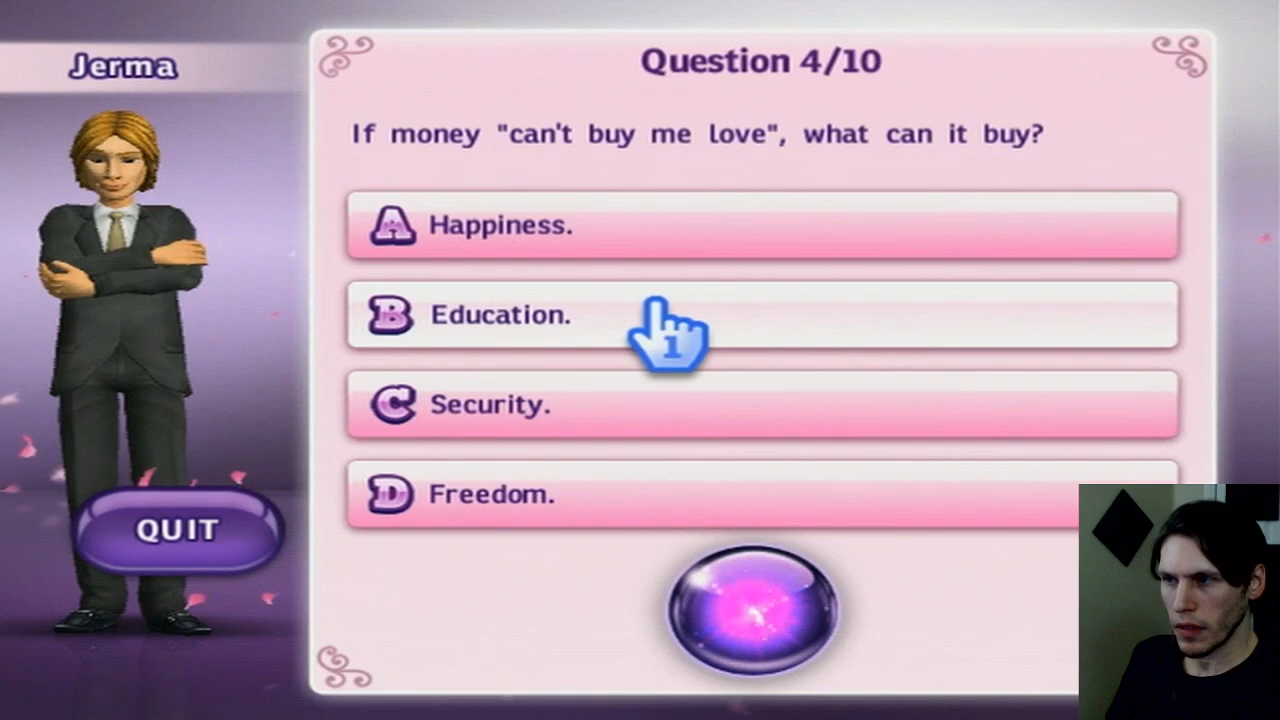 Jerma
Question 4/10
If money "can't buy me love", what can it buy?
A Happiness.
B Education.
1
C Security.
D Freedom.
QUIT